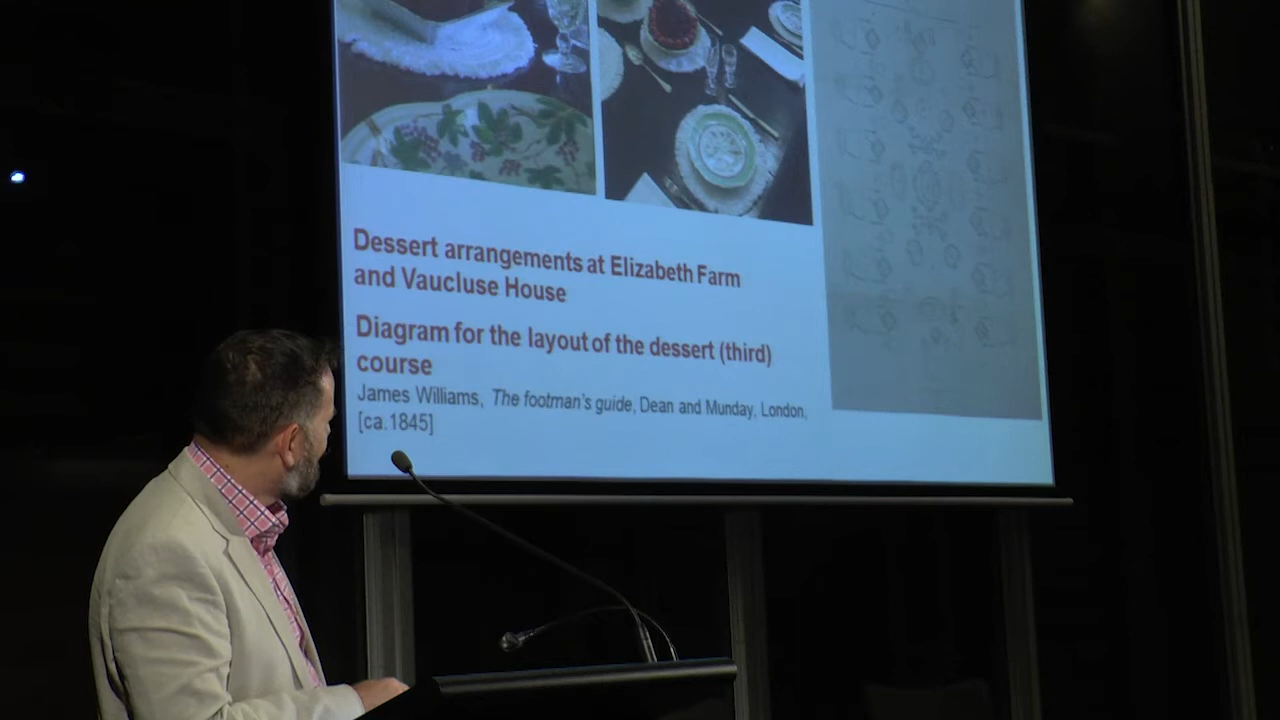 Dessert arrangements at Elizabeth Farm
and Vaucluse House
Diagram for the layout of the dessert (third)
course
James Williams, The footman's guide, Dean and Munday, London,
[ca.1845]